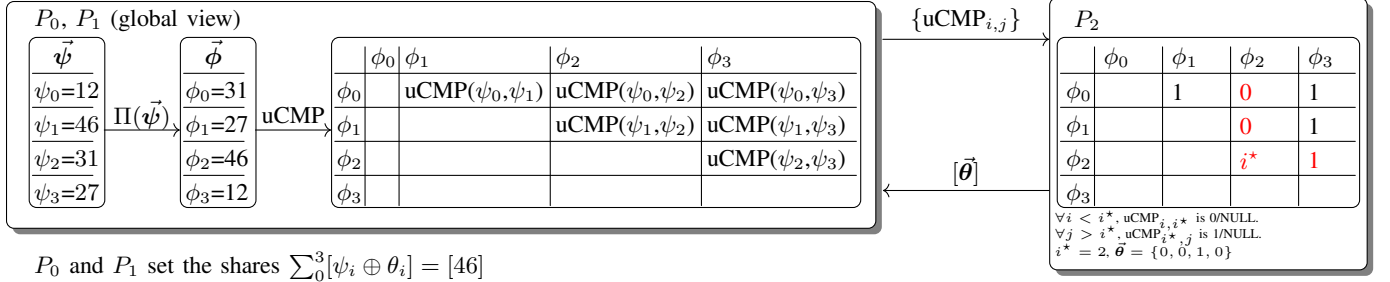 P₀, P₁ (global view)
ψ⃗
ψ₀=12
ψ₁=46
ψ₂=31
ψ₃=27
Π(ψ⃗)
ϕ⃗
ϕ₀=31
ϕ₁=27
ϕ₂=46
ϕ₃=12
uCMP
ϕ₀ ϕ₁ ϕ₂ ϕ₃
ϕ₀ uCMP(ψ₀,ψ₁) uCMP(ψ₀,ψ₂) uCMP(ψ₀,ψ₃)
ϕ₁ uCMP(ψ₁,ψ₂) uCMP(ψ₁,ψ₃)
ϕ₂ uCMP(ψ₂,ψ₃)
ϕ₃
{uCMPᵢ,ⱼ}
[θ⃗]
P₂
ϕ₀ ϕ₁ ϕ₂ ϕ₃
ϕ₀ 1 0 1
ϕ₁ 0 1
ϕ₂ i⋆ 1
ϕ₃
∀i < i⋆, uCMP_{i,i⋆} is 0/NULL.
∀j > i⋆, uCMP_{i⋆,j} is 1/NULL.
i⋆ = 2, θ⃗ = {0, 0, 1, 0}
P₀ and P₁ set the shares ∑₀³[ψᵢ ⊕ θᵢ] = [46]